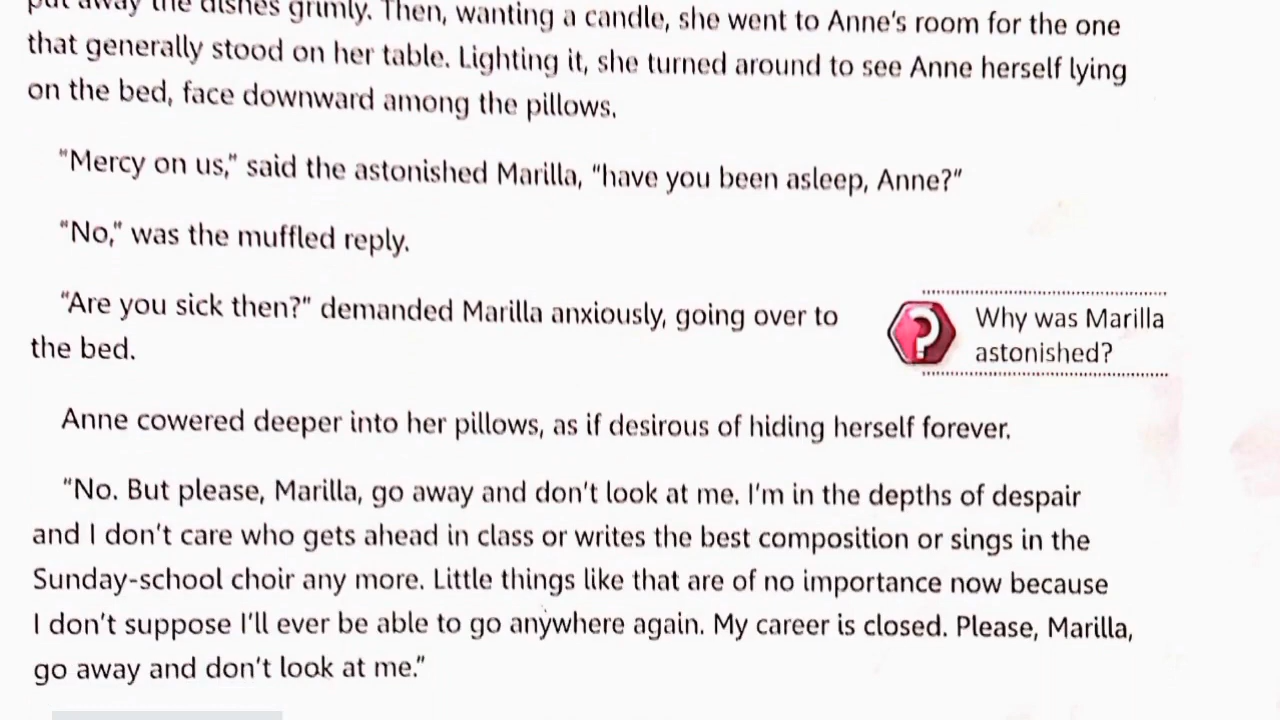 put away the dishes grimly. Then, wanting a candle, she went to Anne's room for the one
that generally stood on her table. Lighting it, she turned around to see Anne herself lying
on the bed, face downward among the pillows.
"Mercy on us," said the astonished Marilla, "have you been asleep, Anne?"
"No," was the muffled reply.
"Are you sick then?" demanded Marilla anxiously, going over to
the bed.
Why was Marilla
astonished?
Anne cowered deeper into her pillows, as if desirous of hiding herself forever.
"No. But please, Marilla, go away and don't look at me. I'm in the depths of despair
and I don't care who gets ahead in class or writes the best composition or sings in the
Sunday-school choir any more. Little things like that are of no importance now because
I don't suppose I'll ever be able to go anywhere again. My career is closed. Please, Marilla,
go away and don't look at me."